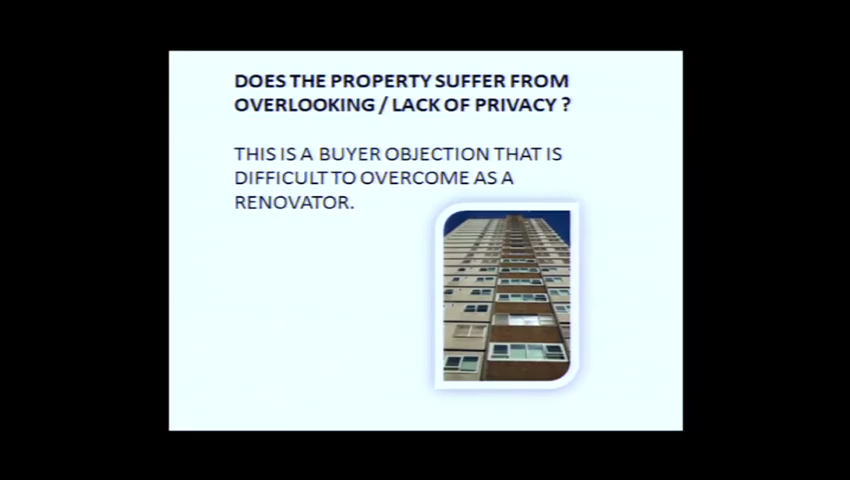 DOES THE PROPERTY SUFFER FROM
OVERLOOKING / LACK OF PRIVACY ?
THIS IS A BUYER OBJECTION THAT IS
DIFFICULT TO OVERCOME AS A
RENOVATOR.